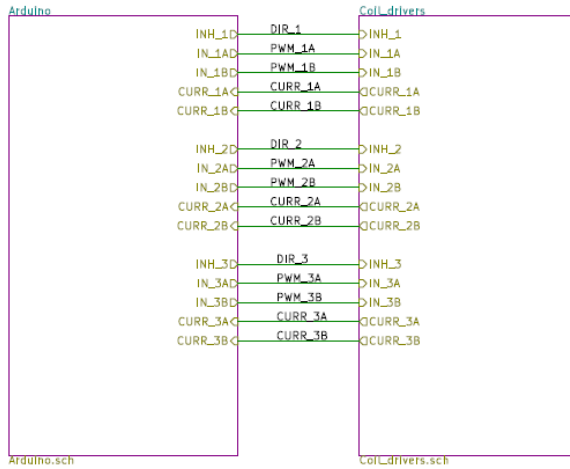 Arduino Coil_drivers
INH_1 DIR_1 INH_1
IN_1A PWM_1A IN_1A
IN_1B PWM_1B IN_1B
CURR_1A CURR_1A CURR_1A
CURR_1B CURR_1B CURR_1B
INH_2 DIR_2 INH_2
IN_2A PWM_2A IN_2A
IN_2B PWM_2B IN_2B
CURR_2A CURR_2A CURR_2A
CURR_2B CURR_2B CURR_2B
INH_3 DIR_3 INH_3
IN_3A PWM_3A IN_3A
IN_3B PWM_3B IN_3B
CURR_3A CURR_3A CURR_3A
CURR_3B CURR_3B CURR_3B
Arduino.sch Coil_drivers.sch